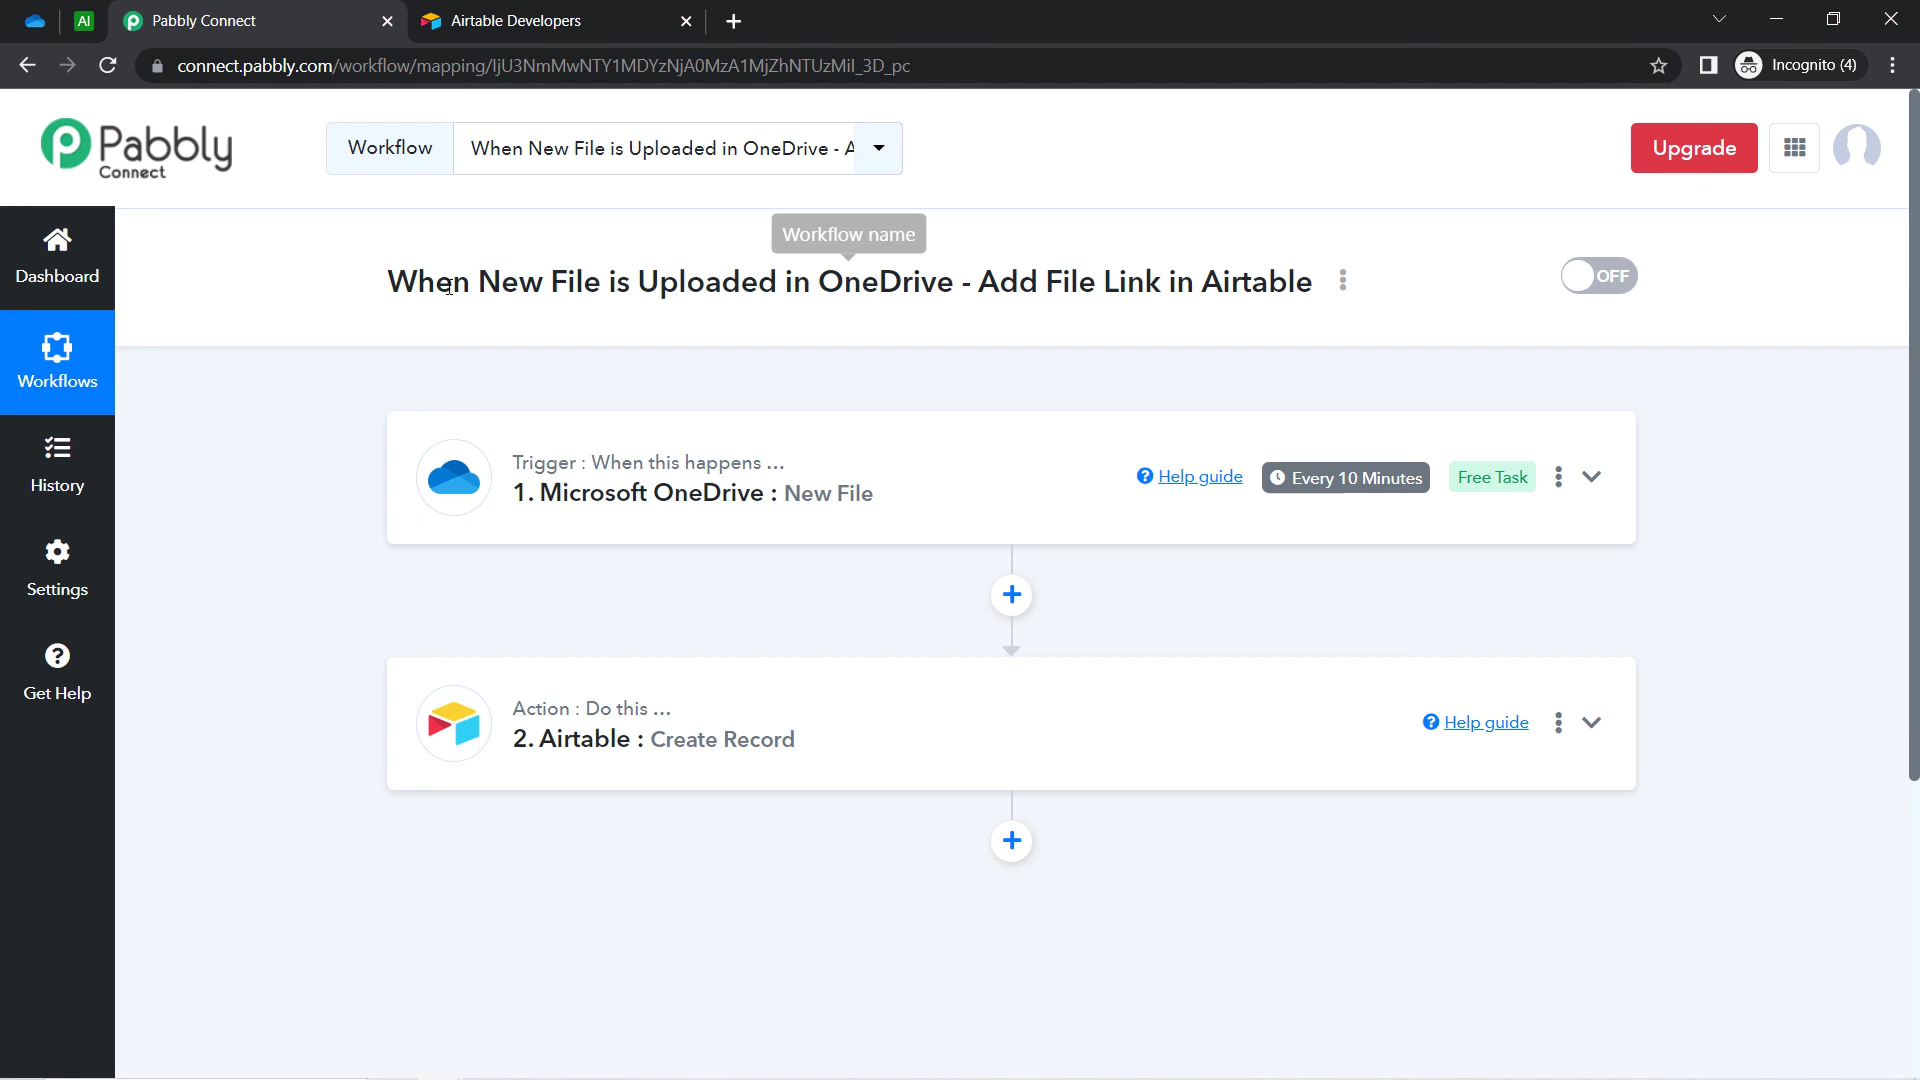 AI
Pabbly Connect
Airtable Developers
connect.pabbly.com/workflow/mapping/IjU3NmMwNTY1MDYzNjA0MzA1MjZhNTUzMiI_3D_pc
Incognito (4)
Pabbly
Connect
Workflow
When New File is Uploaded in OneDrive - A
Upgrade
Workflow name
When New File is Uploaded in OneDrive - Add File Link in Airtable
OFF
Dashboard
Workflows
History
Settings
Get Help
Trigger : When this happens ...
1. Microsoft OneDrive : New File
Help guide
Every 10 Minutes
Free Task
Action : Do this ...
2. Airtable : Create Record
Help guide